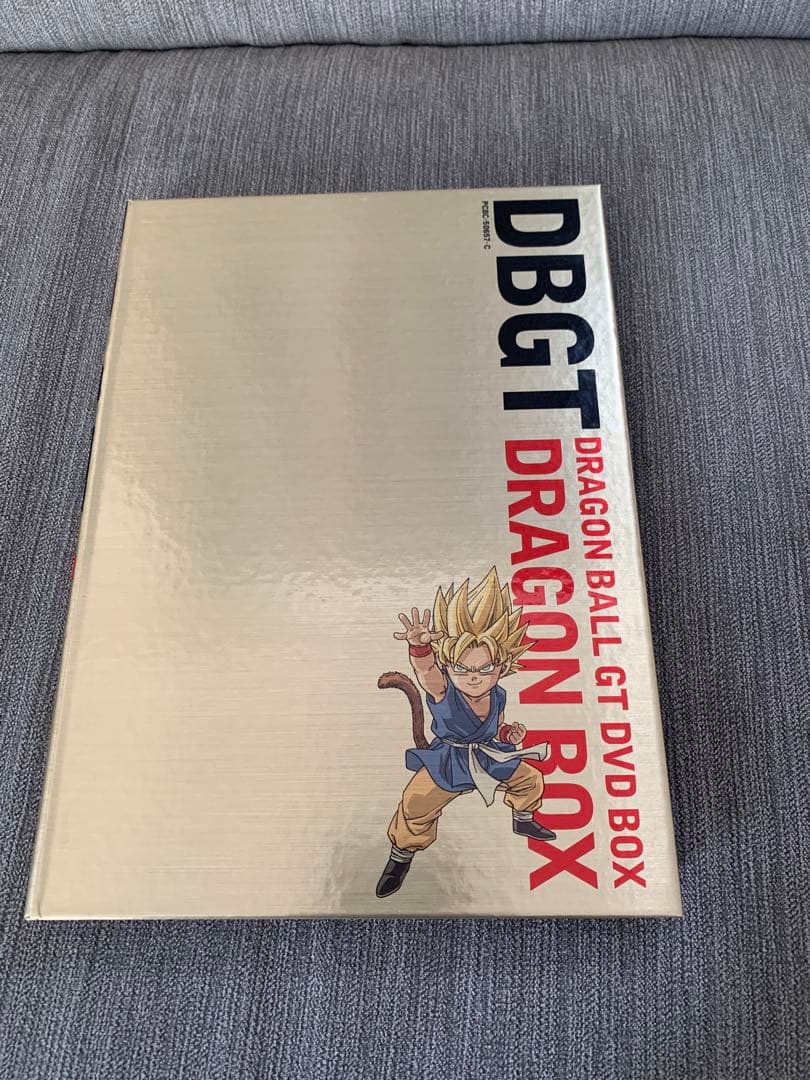 DRAGON BALL GT DVD BOX
DBGT DRAGON BOX
PCBC-50657-C